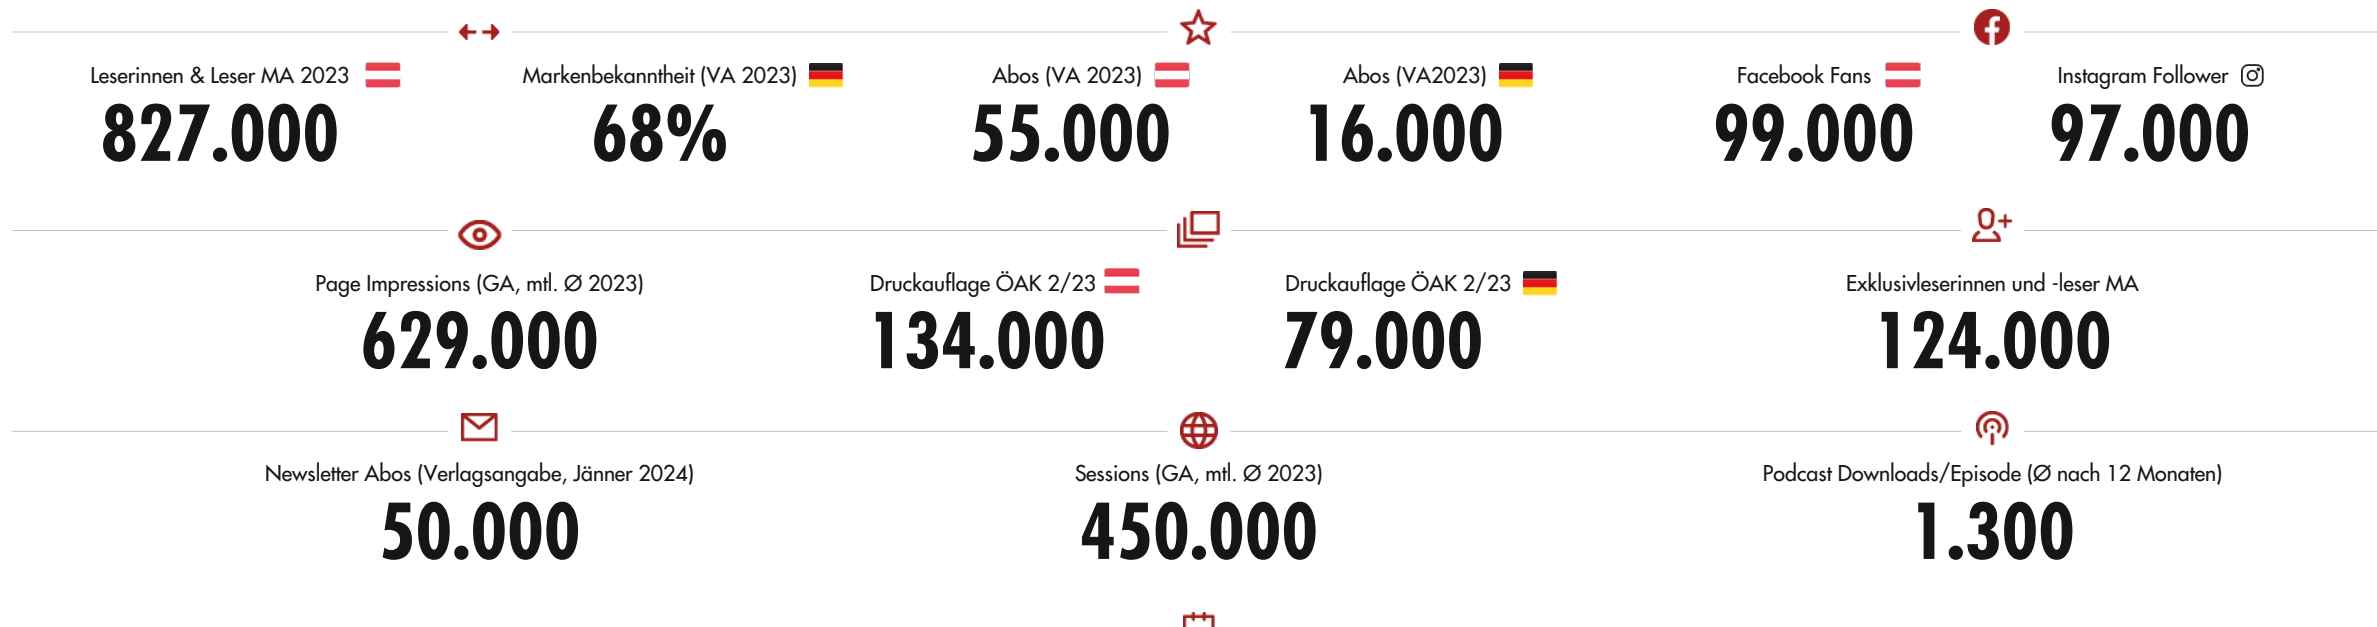 Leserinnen & Leser MA 2023
827.000
Markenbekanntheit (VA 2023)
68%
Abos (VA 2023)
55.000
Abos (VA2023)
16.000
Facebook Fans
99.000
Instagram Follower
97.000
Page Impressions (GA, mtl. Ø 2023)
629.000
Druckauflage ÖAK 2/23
134.000
Druckauflage ÖAK 2/23
79.000
Exklusivleserinnen und -leser MA
124.000
Newsletter Abos (Verlagsangabe, Jänner 2024)
50.000
Sessions (GA, mtl. Ø 2023)
450.000
Podcast Downloads/Episode (Ø nach 12 Monaten)
1.300